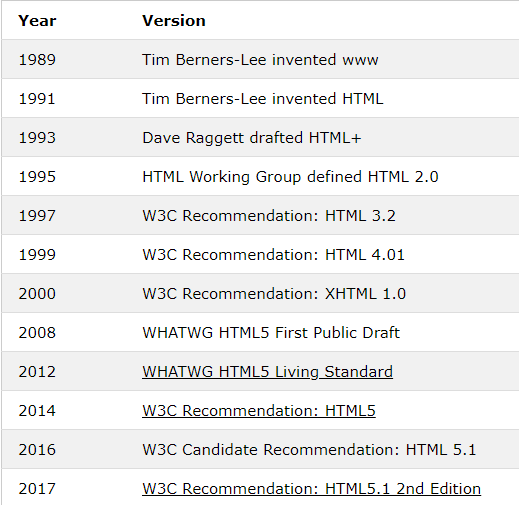 Year Version
1989 Tim Berners-Lee invented www
1991 Tim Berners-Lee invented HTML
1993 Dave Raggett drafted HTML+
1995 HTML Working Group defined HTML 2.0
1997 W3C Recommendation: HTML 3.2
1999 W3C Recommendation: HTML 4.01
2000 W3C Recommendation: XHTML 1.0
2008 WHATWG HTML5 First Public Draft
2012 WHATWG HTML5 Living Standard
2014 W3C Recommendation: HTML5
2016 W3C Candidate Recommendation: HTML 5.1
2017 W3C Recommendation: HTML5.1 2nd Edition